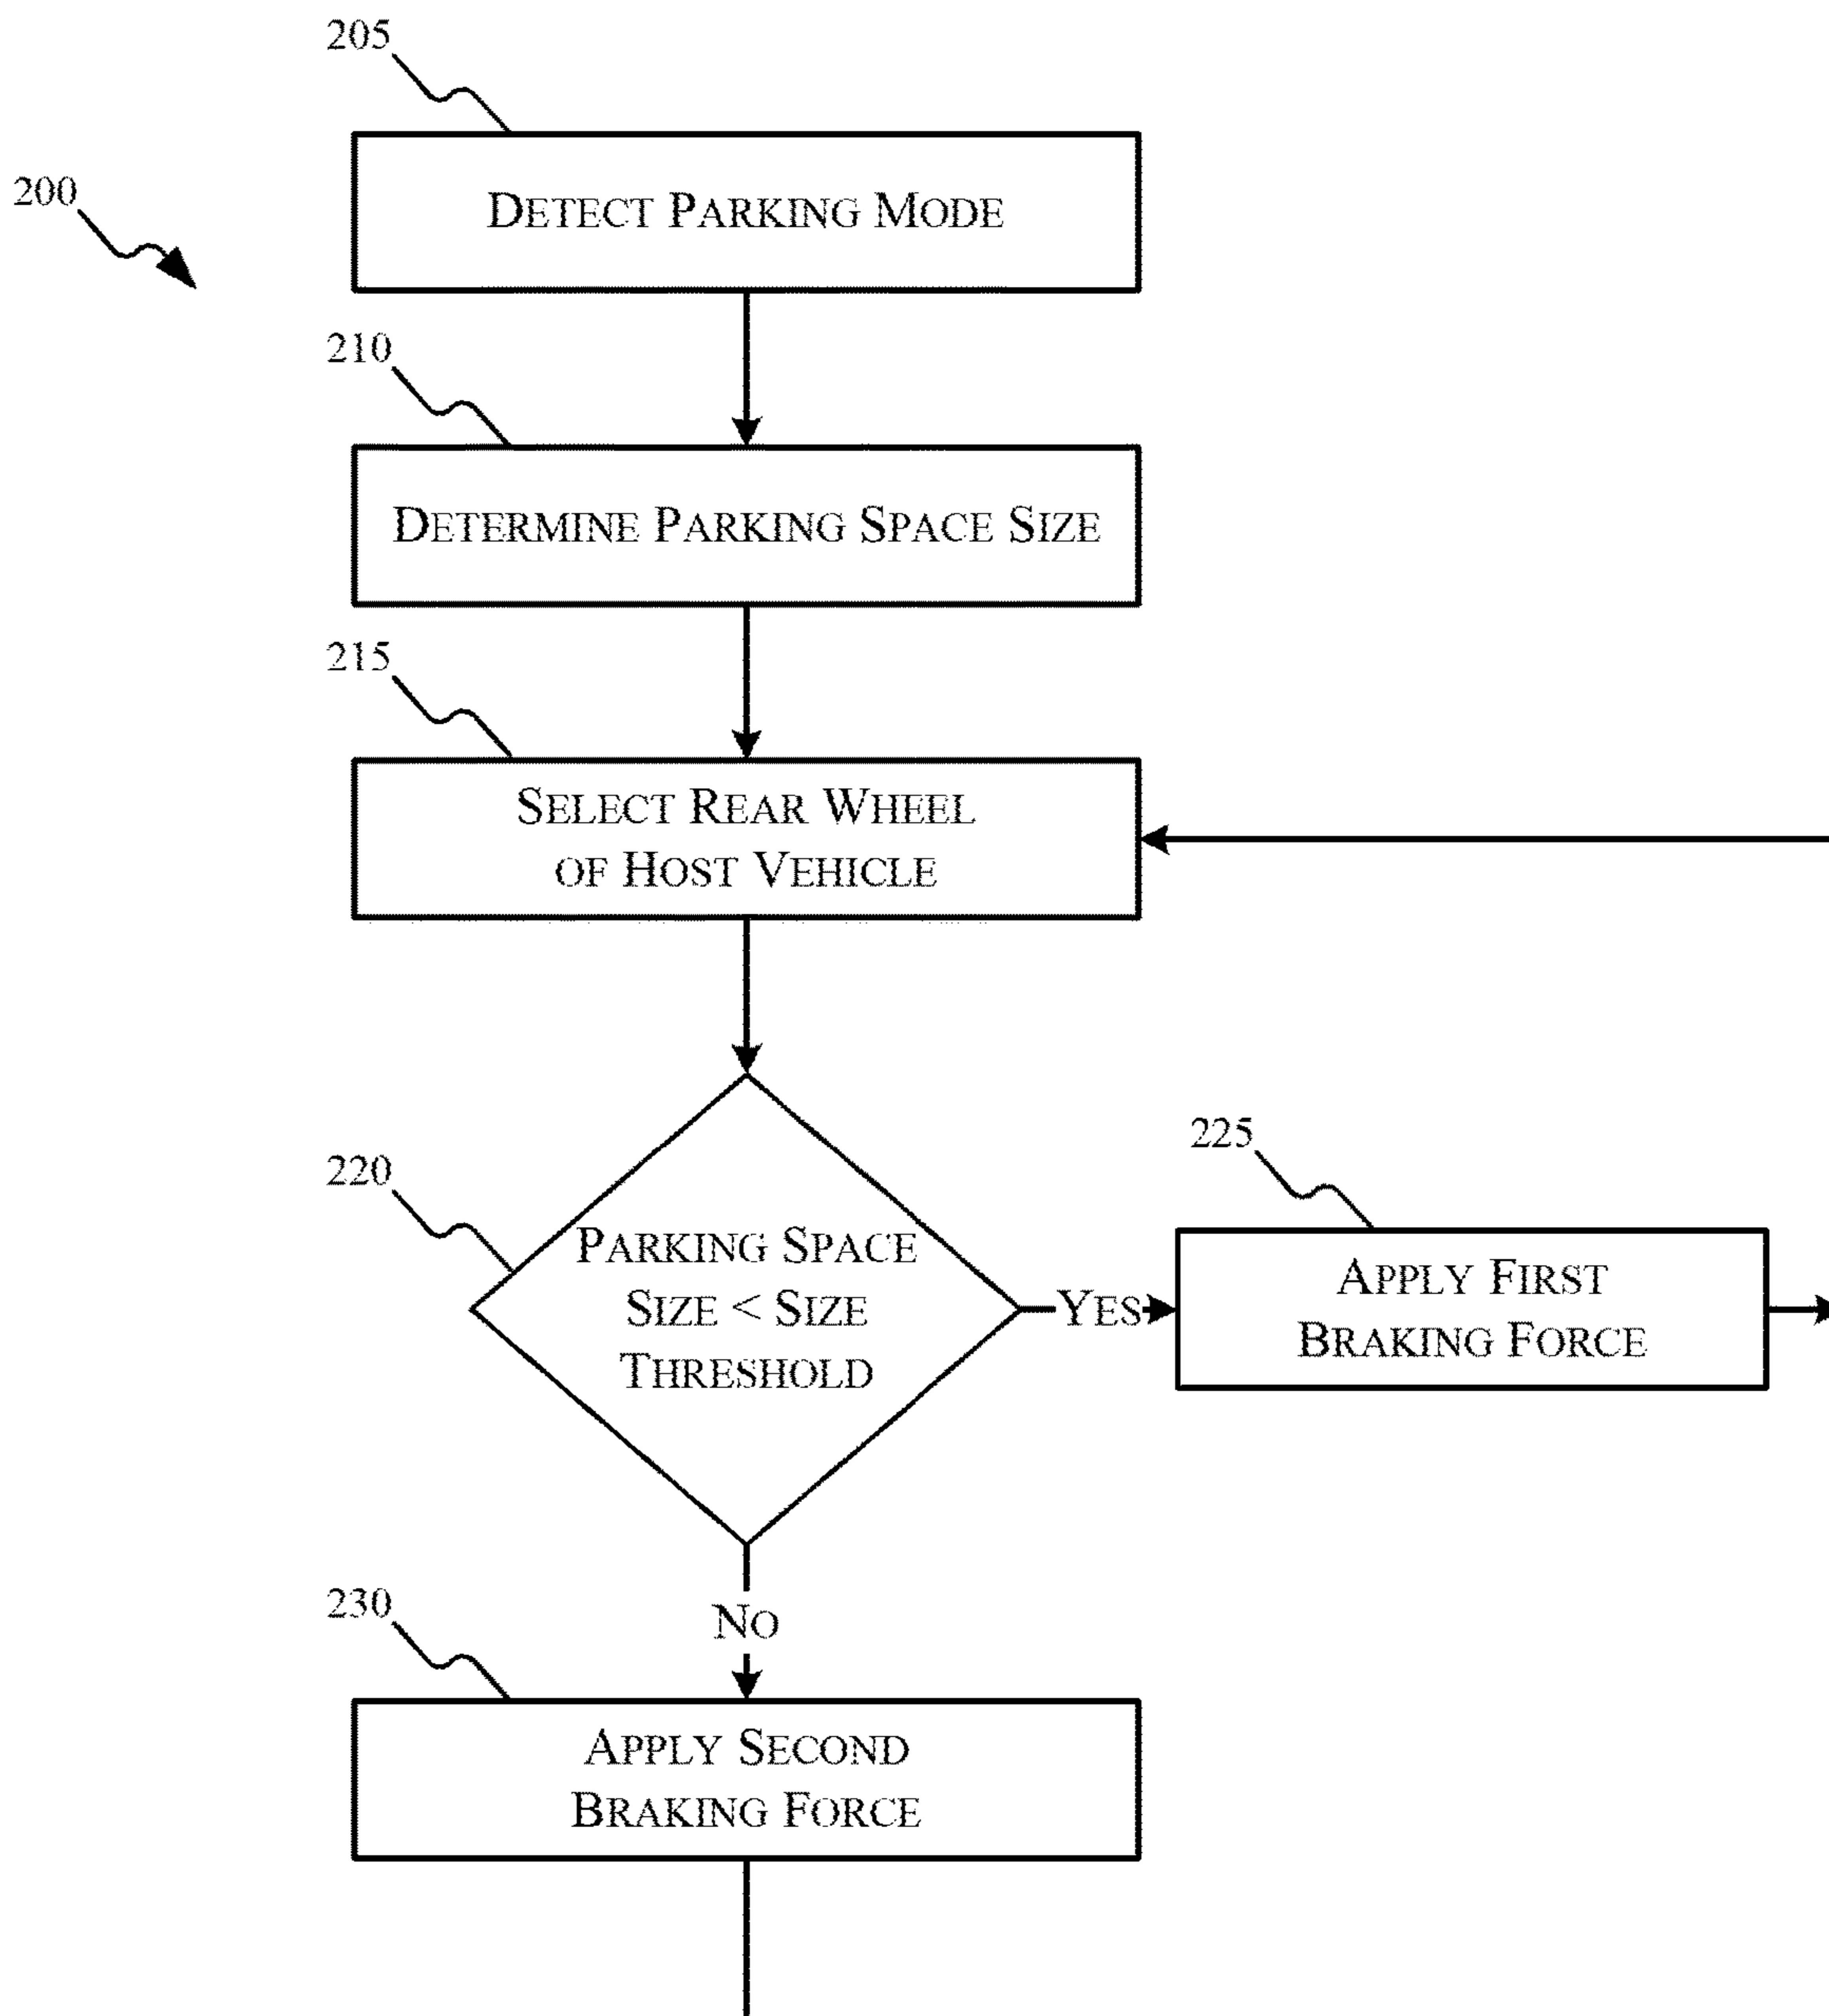 205
200
DETECT PARKING MODE
210
DETERMINE PARKING SPACE SIZE
215
SELECT REAR WHEEL
OF HOST VEHICLE
220
PARKING SPACE
SIZE < SIZE
THRESHOLD
YES
225
APPLY FIRST
BRAKING FORCE
NO
230
APPLY SECOND
BRAKING FORCE